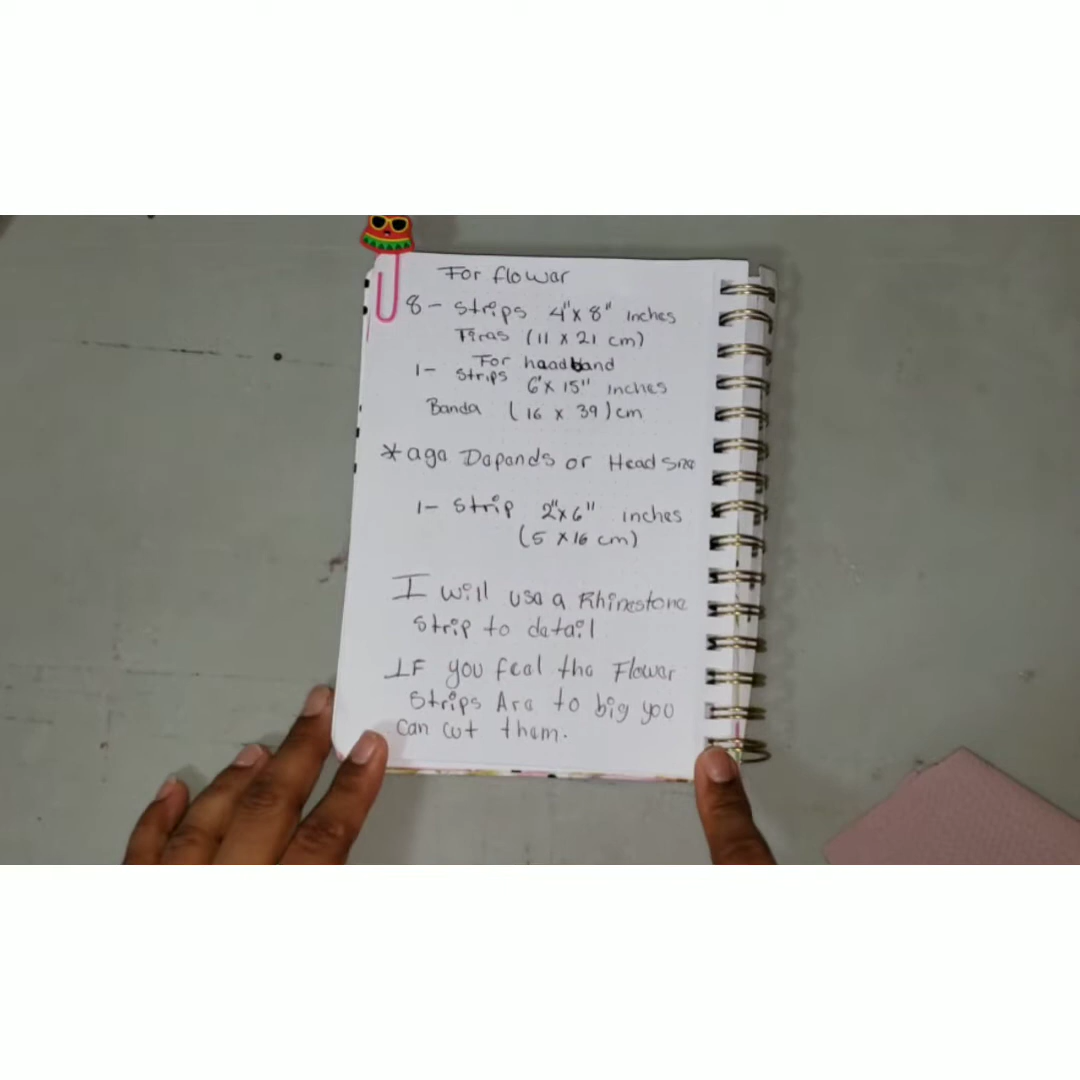 For flower
8 - strips 4" x 8" inches
Tiras (11 x 21 cm)
For headband
1 - strips 6" x 15" inches
Banda (16 x 39) cm
*age Depends or Head Size
1 - Strip 2" x 6" inches
(5 x 16 cm)
I will use a Rhinestone
strip to detail
IF you feel the Flower
strips Are to big you
can cut them.